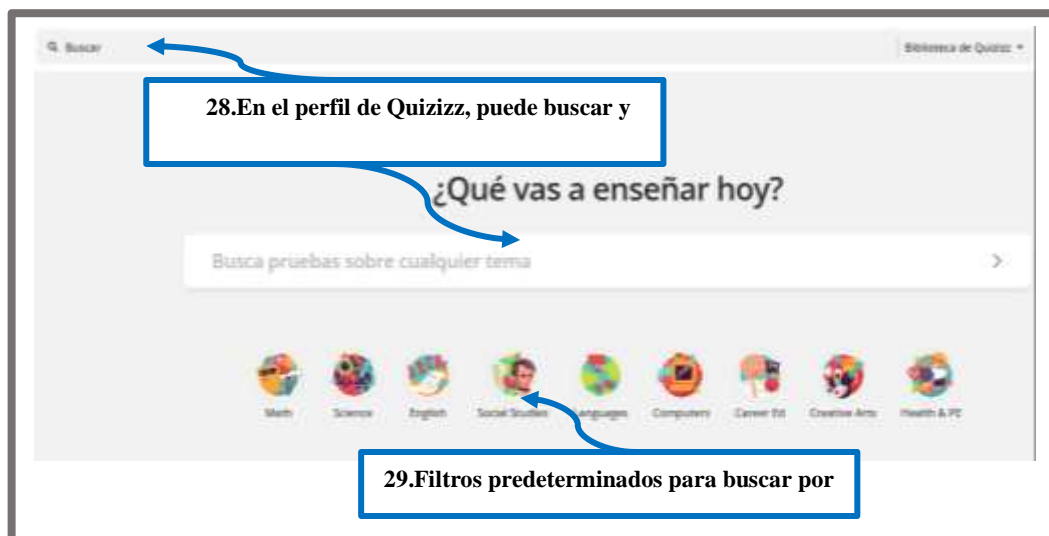 Buscar
Biblioteca de Quizizz
28.En el perfil de Quizizz, puede buscar y
¿Qué vas a enseñar hoy?
Busca pruebas sobre cualquier tema
Math Science English Social Studies Languages Computers Career Ed Creative Arts Health & PE
29.Filtros predeterminados para buscar por